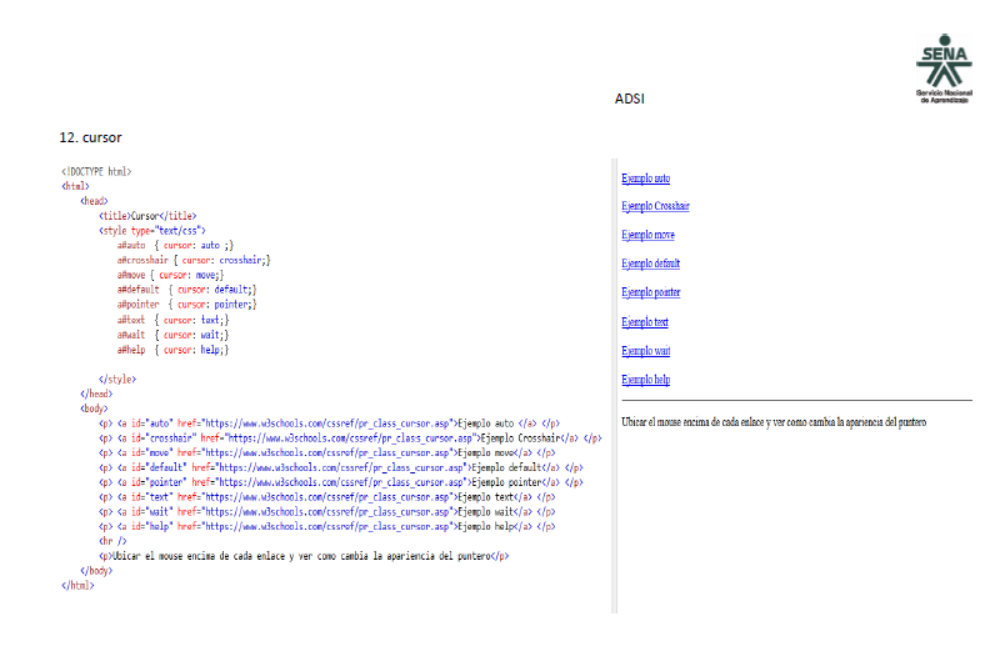 SENA
Servicio Nacional
de Aprendizaje
ADSI
12. cursor
<!DOCTYPE html>
<html>
<head>
<title>Cursor</title>
<style type="text/css">
a#auto { cursor: auto ;}
a#crosshair { cursor: crosshair;}
a#move { cursor: move;}
a#default { cursor: default;}
a#pointer { cursor: pointer;}
a#text { cursor: text;}
a#wait { cursor: wait;}
a#help { cursor: help;}
</style>
</head>
<body>
<p> <a id="auto" href="https://www.w3schools.com/cssref/pr_class_cursor.asp">Ejemplo auto </a> </p>
<p> <a id="crosshair" href="https://www.w3schools.com/cssref/pr_class_cursor.asp">Ejemplo Crosshair</a> </p>
<p> <a id="move" href="https://www.w3schools.com/cssref/pr_class_cursor.asp">Ejemplo move</a> </p>
<p> <a id="default" href="https://www.w3schools.com/cssref/pr_class_cursor.asp">Ejemplo default</a> </p>
<p> <a id="pointer" href="https://www.w3schools.com/cssref/pr_class_cursor.asp">Ejemplo pointer</a> </p>
<p> <a id="text" href="https://www.w3schools.com/cssref/pr_class_cursor.asp">Ejemplo text</a> </p>
<p> <a id="wait" href="https://www.w3schools.com/cssref/pr_class_cursor.asp">Ejemplo wait</a> </p>
<p> <a id="help" href="https://www.w3schools.com/cssref/pr_class_cursor.asp">Ejemplo help</a> </p>
<hr />
<p>Ubicar el mouse encima de cada enlace y ver como cambia la apariencia del puntero</p>
</body>
</html>
Ejemplo auto
Ejemplo Crosshair
Ejemplo move
Ejemplo default
Ejemplo pointer
Ejemplo text
Ejemplo wait
Ejemplo help
Ubicar el mouse encima de cada enlace y ver como cambia la apariencia del puntero